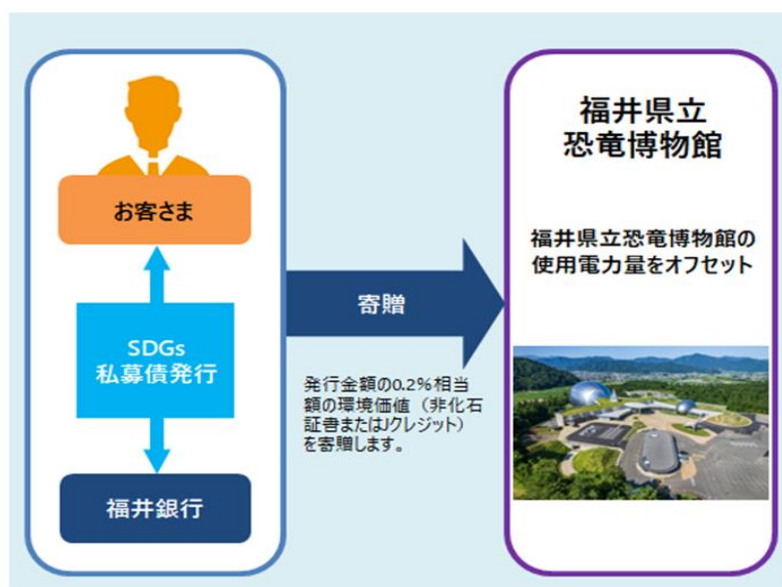 お客さま
SDGs
私募債発行
福井銀行
寄贈
発行金額の0.2%相当
額の環境価値（非化石
証書またはJクレジット）
を寄贈します。
福井県立
恐竜博物館
福井県立恐竜博物館の
使用電力量をオフセット